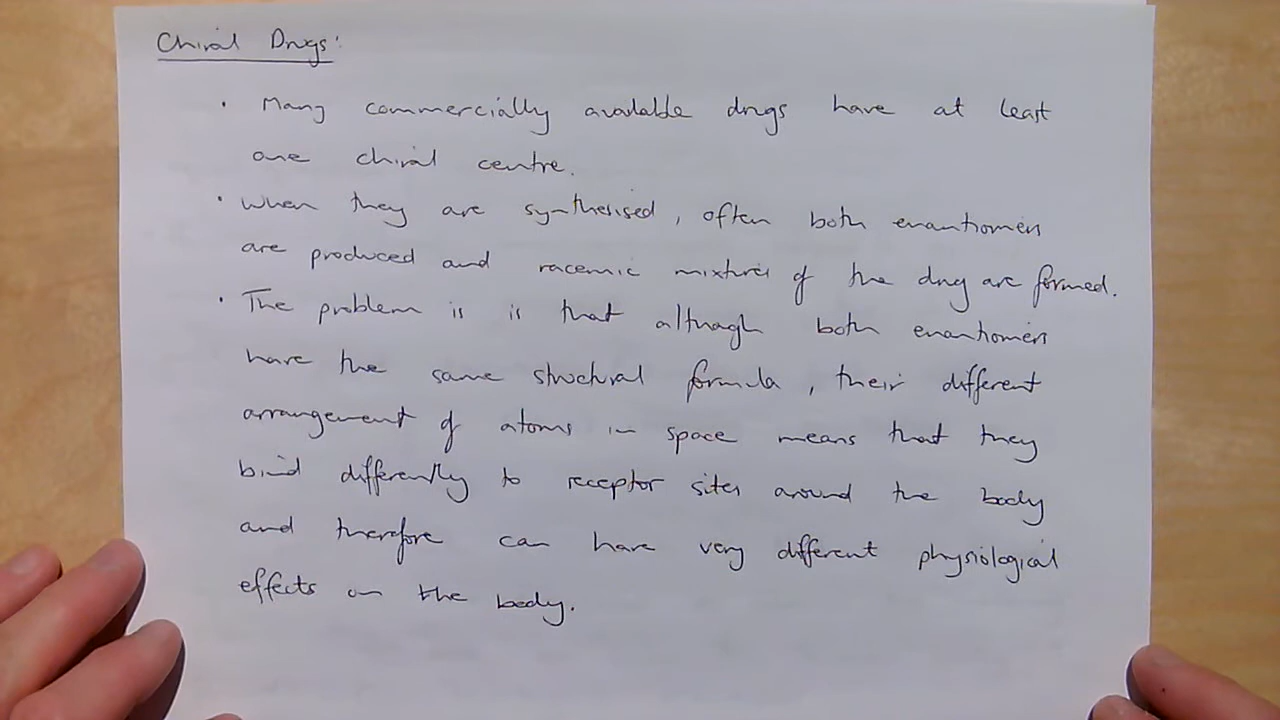 Chiral Drugs:
• Many commercially available drugs have at least
one chiral centre.
• When they are synthesised, often both enantiomers
are produced and racemic mixtures of the drug are formed.
• The problem is is that although both enantiomers
have the same structural formula, their different
arrangement of atoms in space means that they
bind differently to receptor sites around the body
and therefore can have very different physiological
effects on the body.